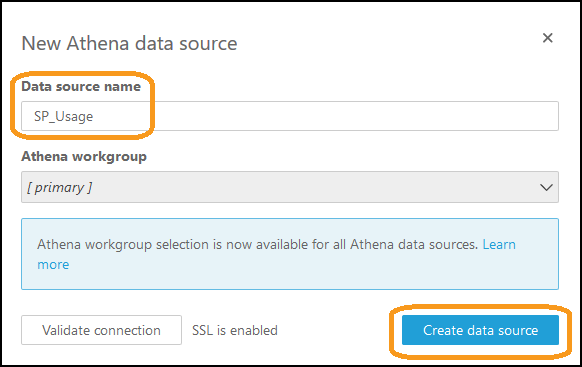 New Athena data source
Data source name
SP_Usage
Athena workgroup
[ primary ]
Athena workgroup selection is now available for all Athena data sources. Learn
more
Validate connection SSL is enabled Create data source